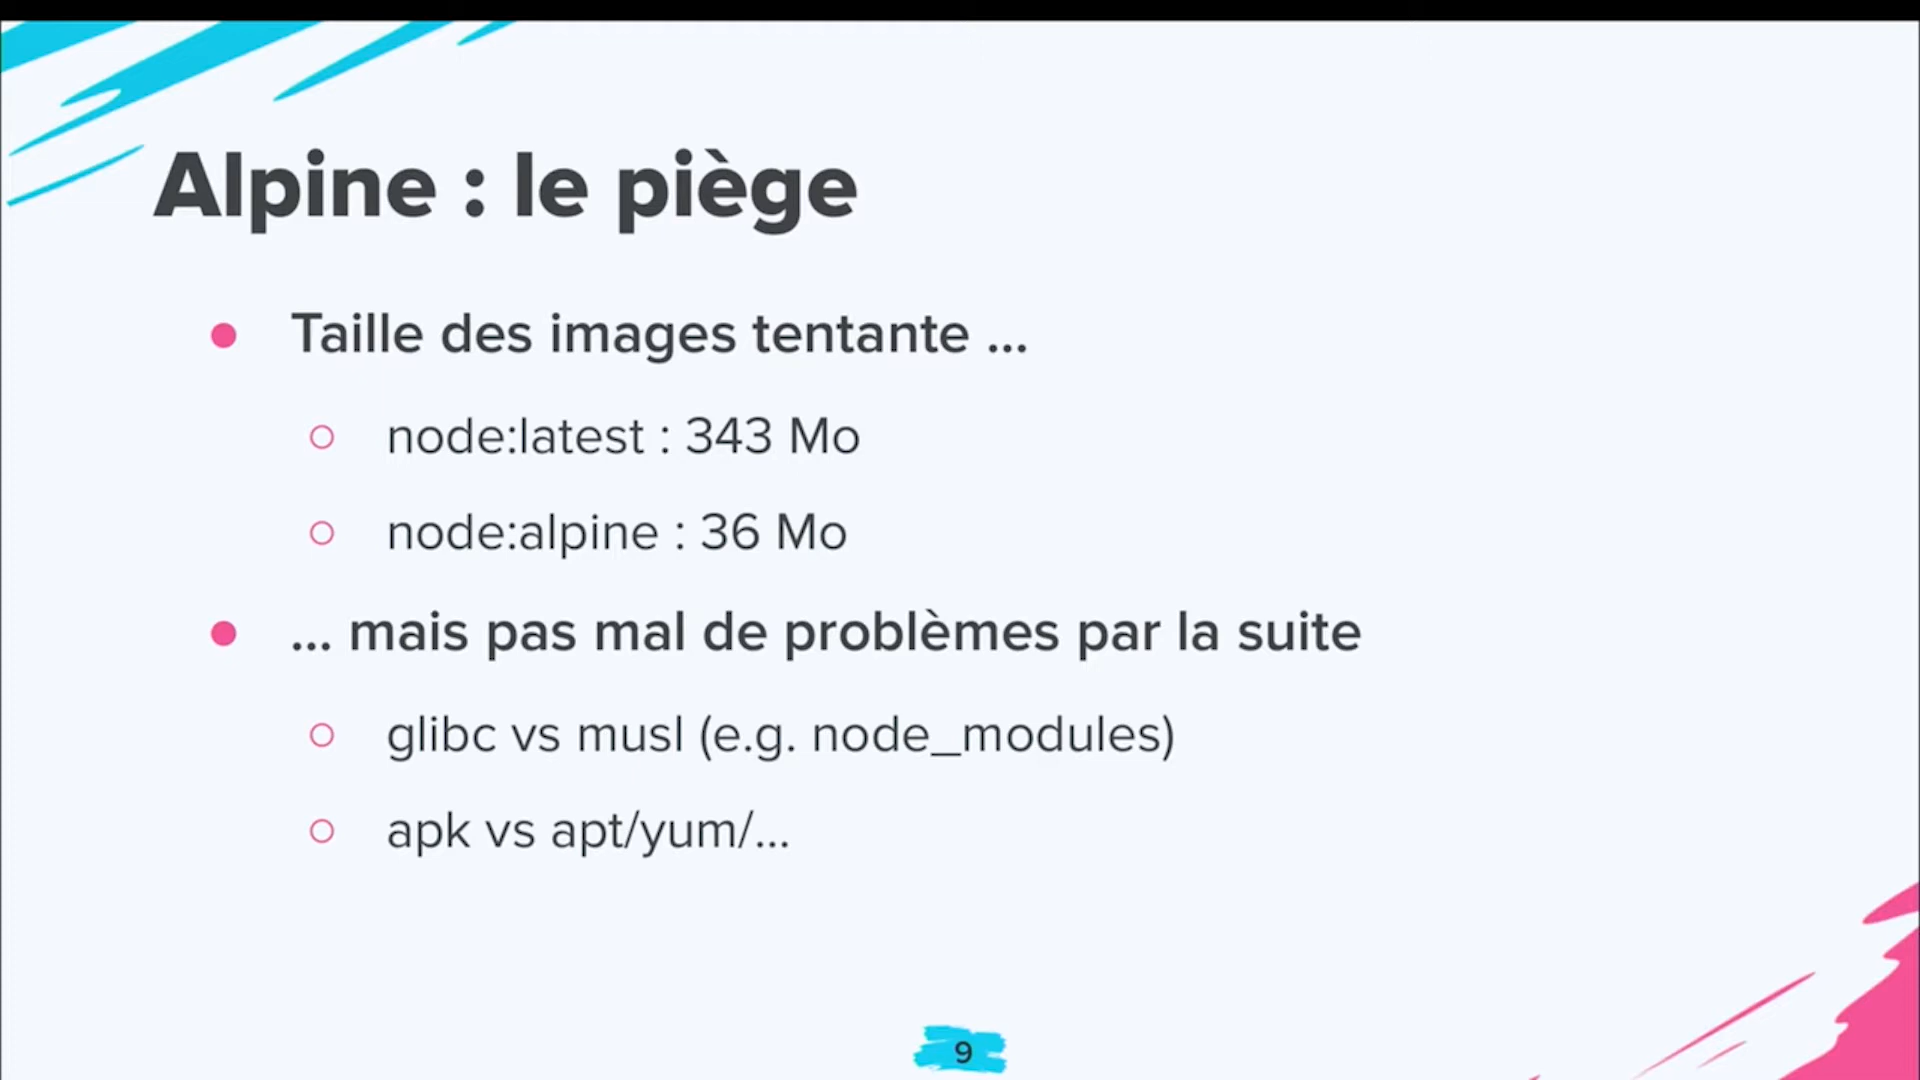 Alpine : le piège
Taille des images tentante ...
node:latest : 343 Mo
node:alpine : 36 Mo
... mais pas mal de problèmes par la suite
glibc vs musl (e.g. node_modules)
apk vs apt/yum/...
9